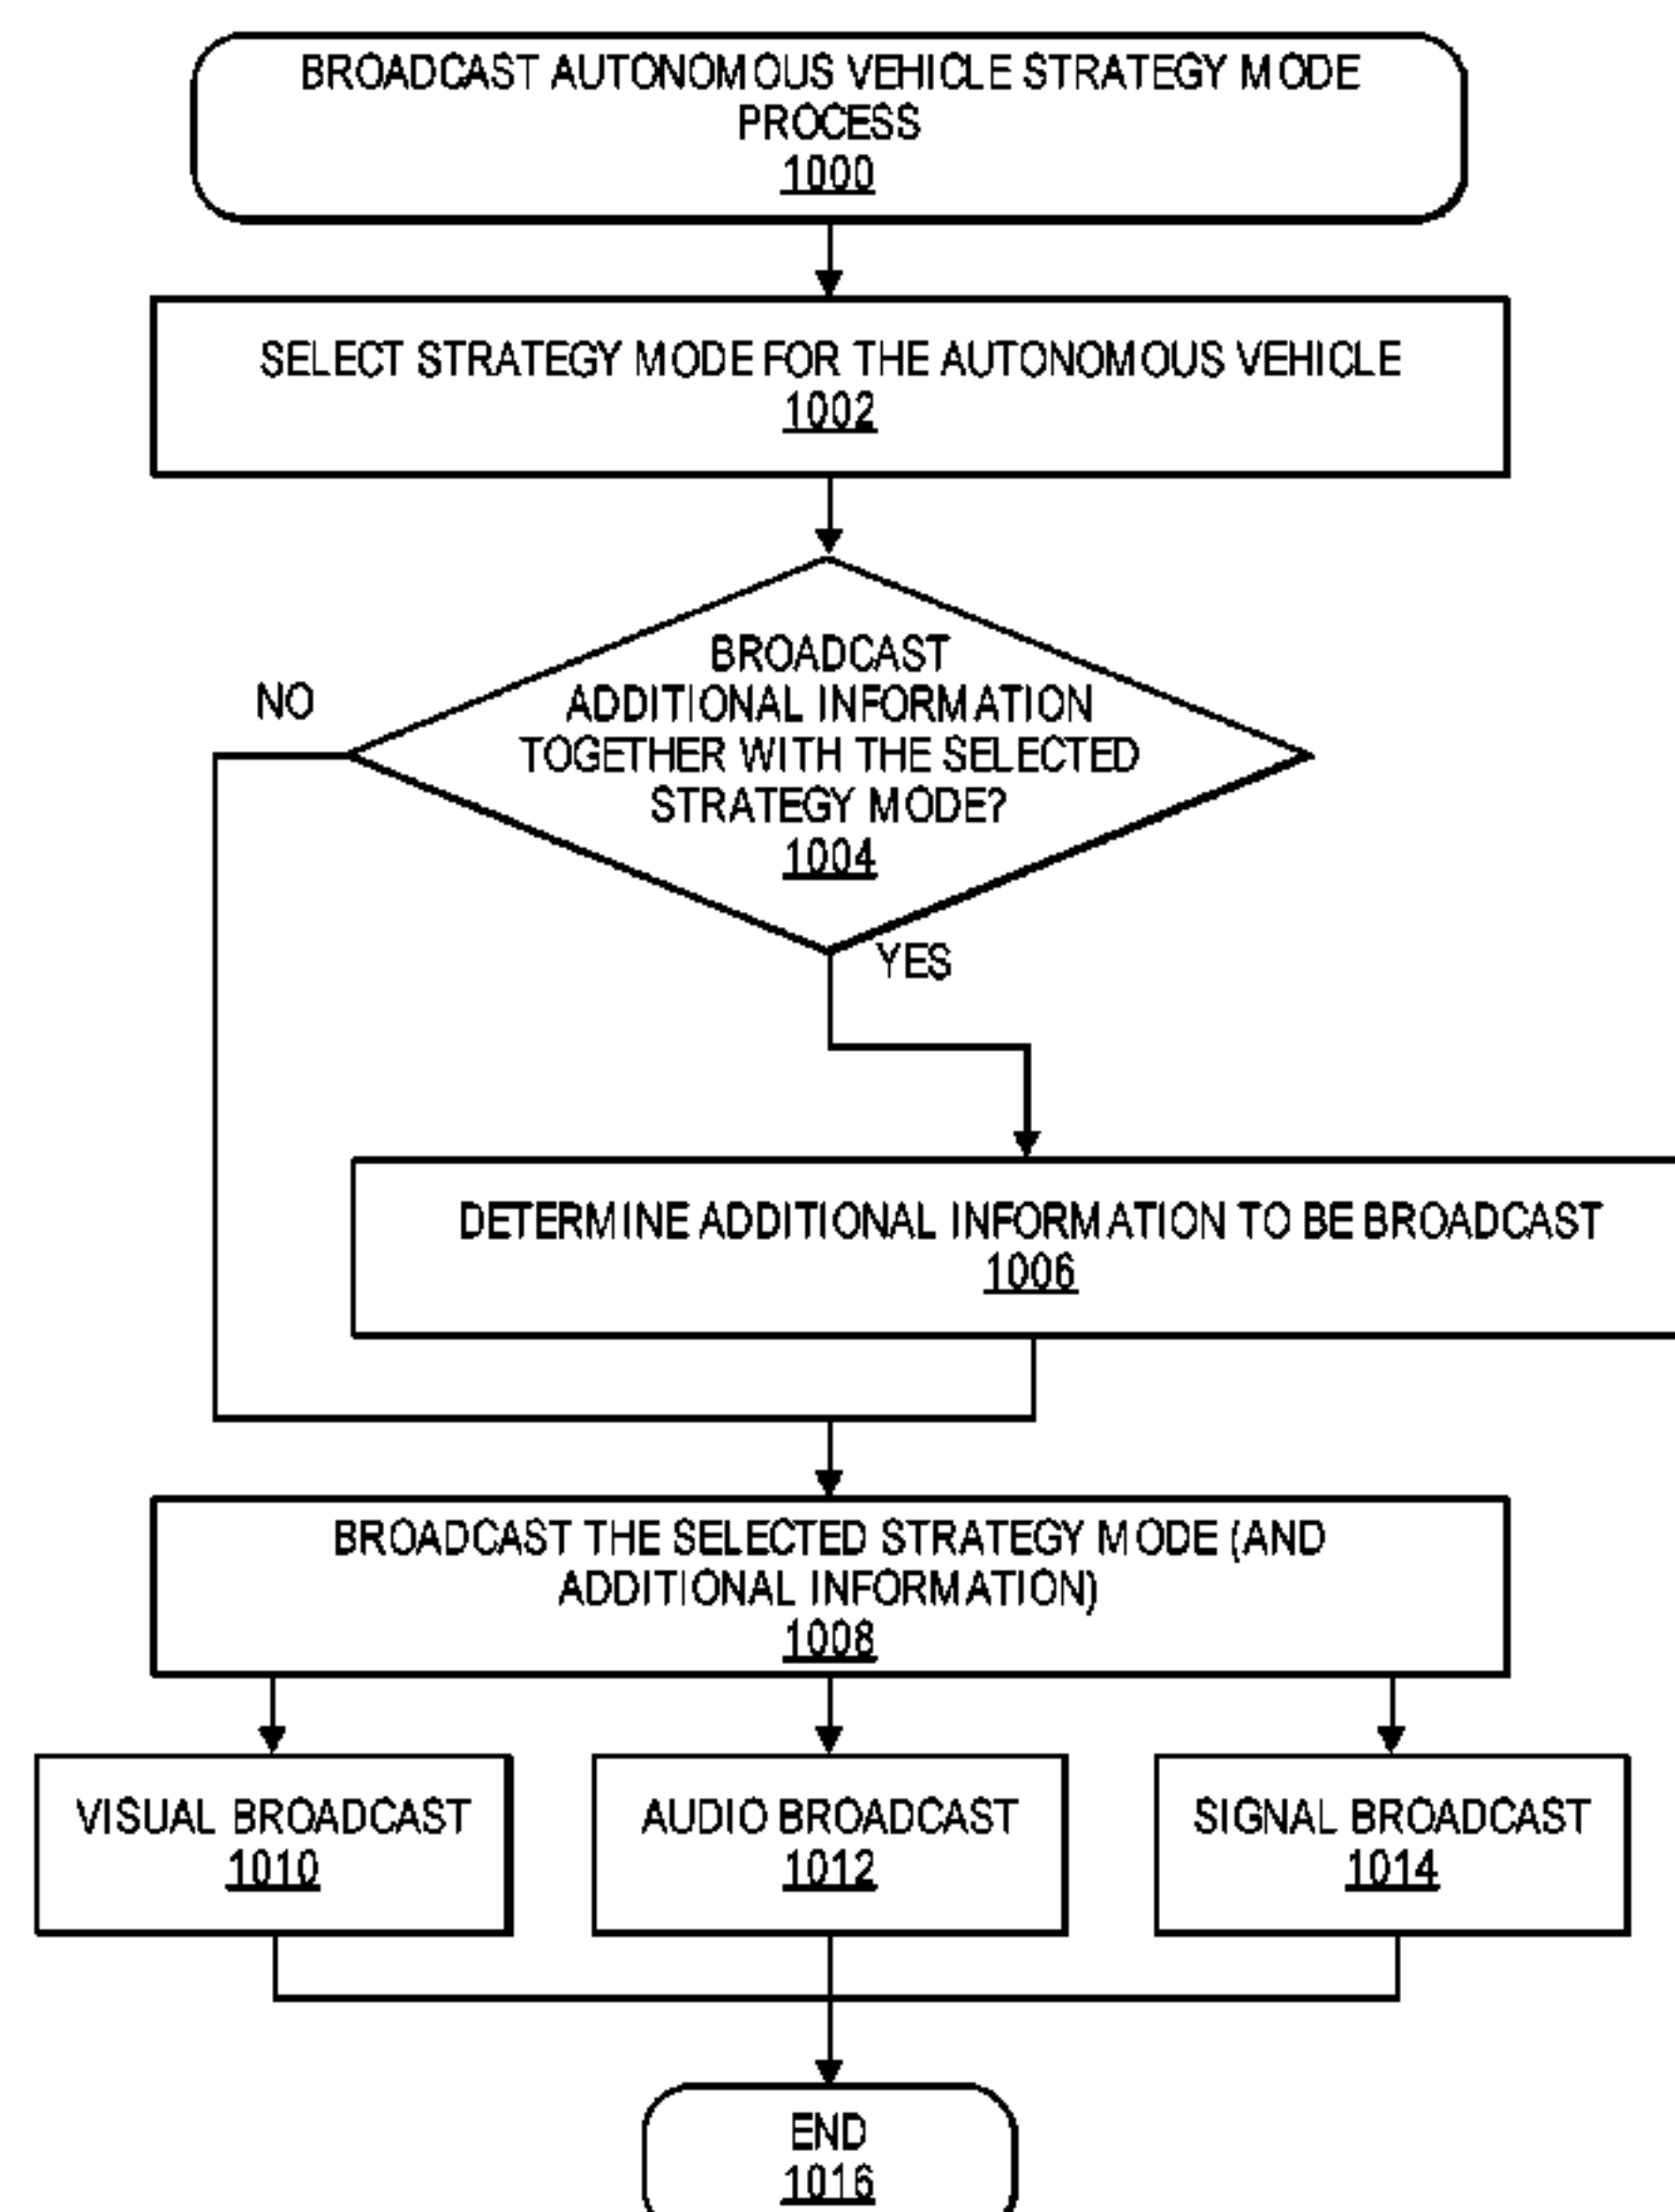 BROADCAST AUTONOMOUS VEHICLE STRATEGY MODE
PROCESS
1000
SELECT STRATEGY MODE FOR THE AUTONOMOUS VEHICLE
1002
BROADCAST
ADDITIONAL INFORMATION
TOGETHER WITH THE SELECTED
STRATEGY MODE?
1004
NO
YES
DETERMINE ADDITIONAL INFORMATION TO BE BROADCAST
1006
BROADCAST THE SELECTED STRATEGY MODE (AND
ADDITIONAL INFORMATION)
1008
VISUAL BROADCAST
1010
AUDIO BROADCAST
1012
SIGNAL BROADCAST
1014
END
1016